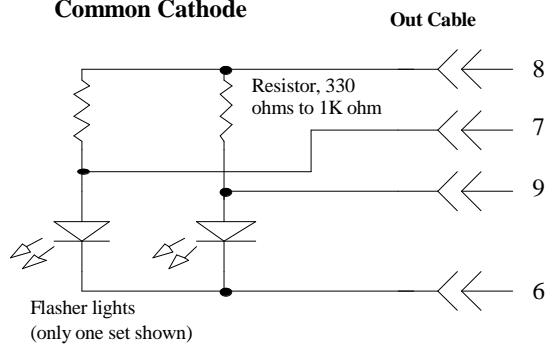 Common Cathode
Out Cable
8
Resistor, 330
ohms to 1K ohm
7
9
6
Flasher lights
(only one set shown)